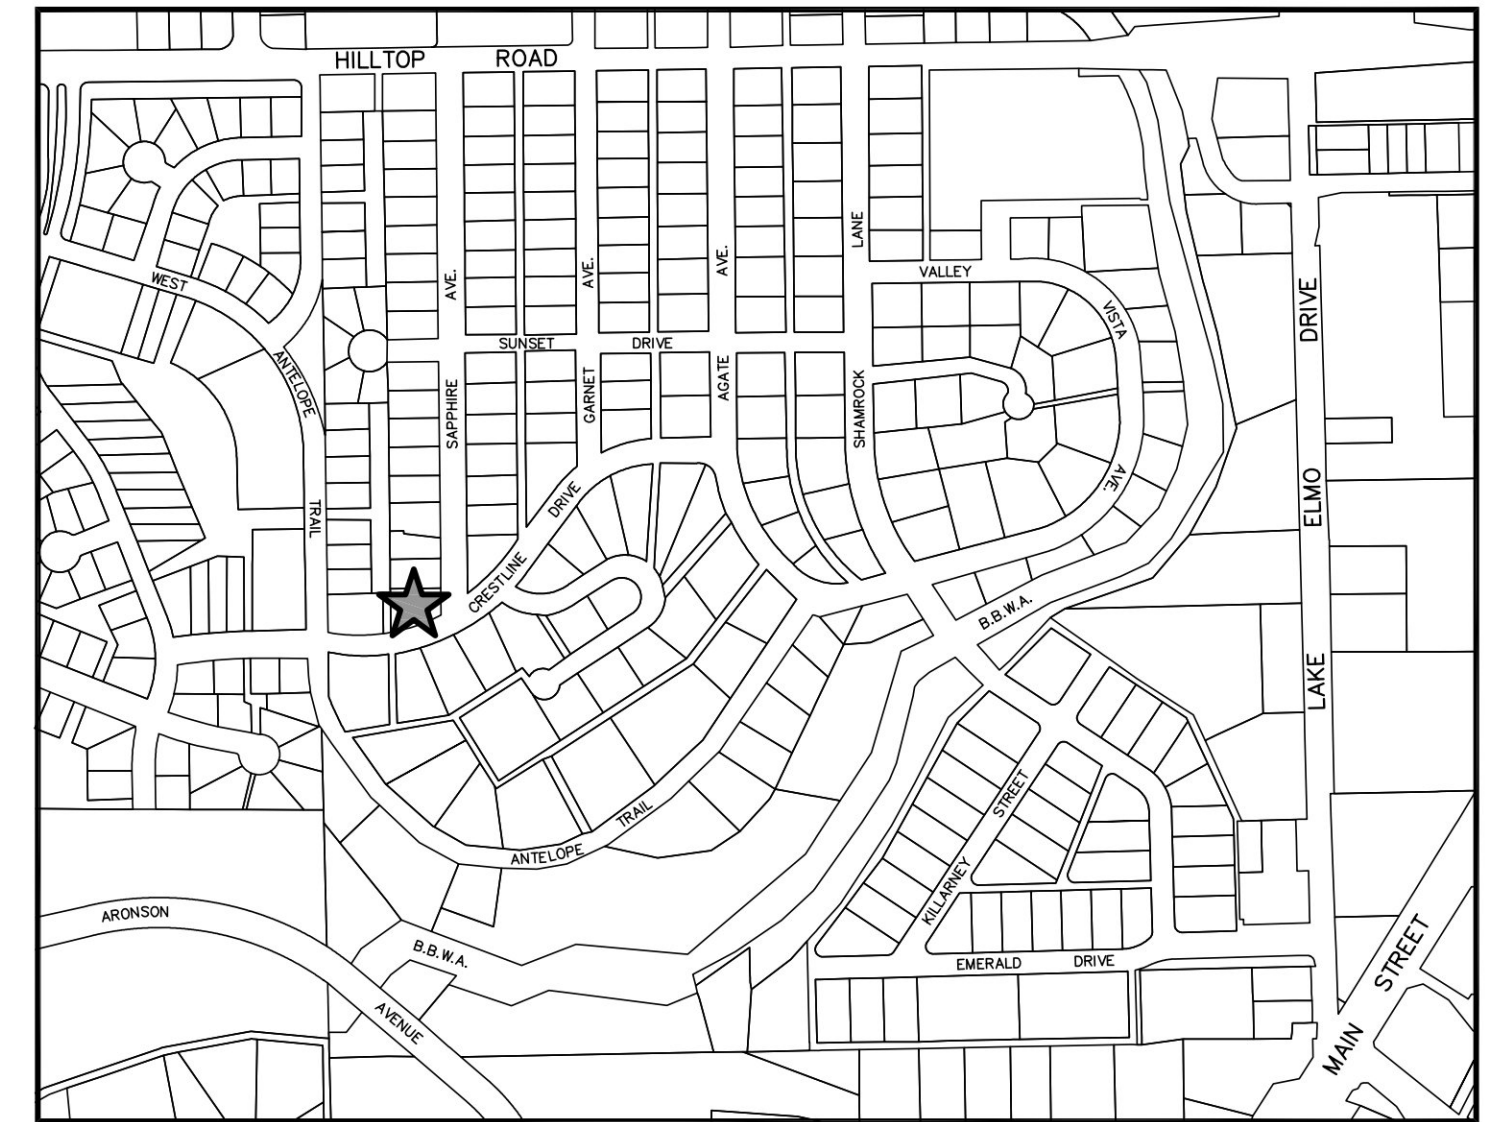 HILLTOP ROAD
LANE
WEST
AVE.
AVE.
AVE.
VALLEY
VISTA
DRIVE
SUNSET DRIVE
ANTELOPE
SAPPHIRE
GARNET
AGATE
SHAMROCK
AVE.
TRAIL
DRIVE
ELMO
CRESTLINE
B.B.W.A.
LAKE
STREET
TRAIL
ANTELOPE
KILLARNEY
ARONSON
B.B.W.A.
EMERALD DRIVE
STREET
AVENUE
MAIN